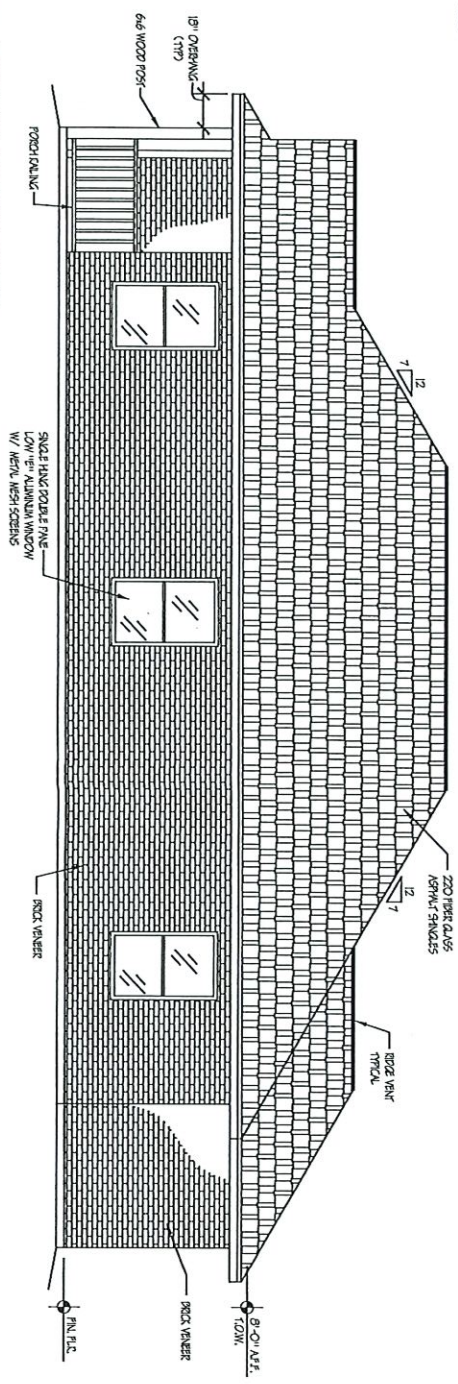 18" OVERHANG
(TYP)
6x6 WOOD POST
PORCH RAILING
7
12
SINGLE HUNG DOUBLE PANE
LOW "E" ALUMINUM WINDOW
W/ METAL MESH SCREENS
BRICK VENEER
220 FIBER GLASS
ASPHALT SHINGLES
12
7
RIDGE VENT
TYPICAL
BRICK VENEER
8'-0" A.F.F.
T.O.W.
FIN. FLR.